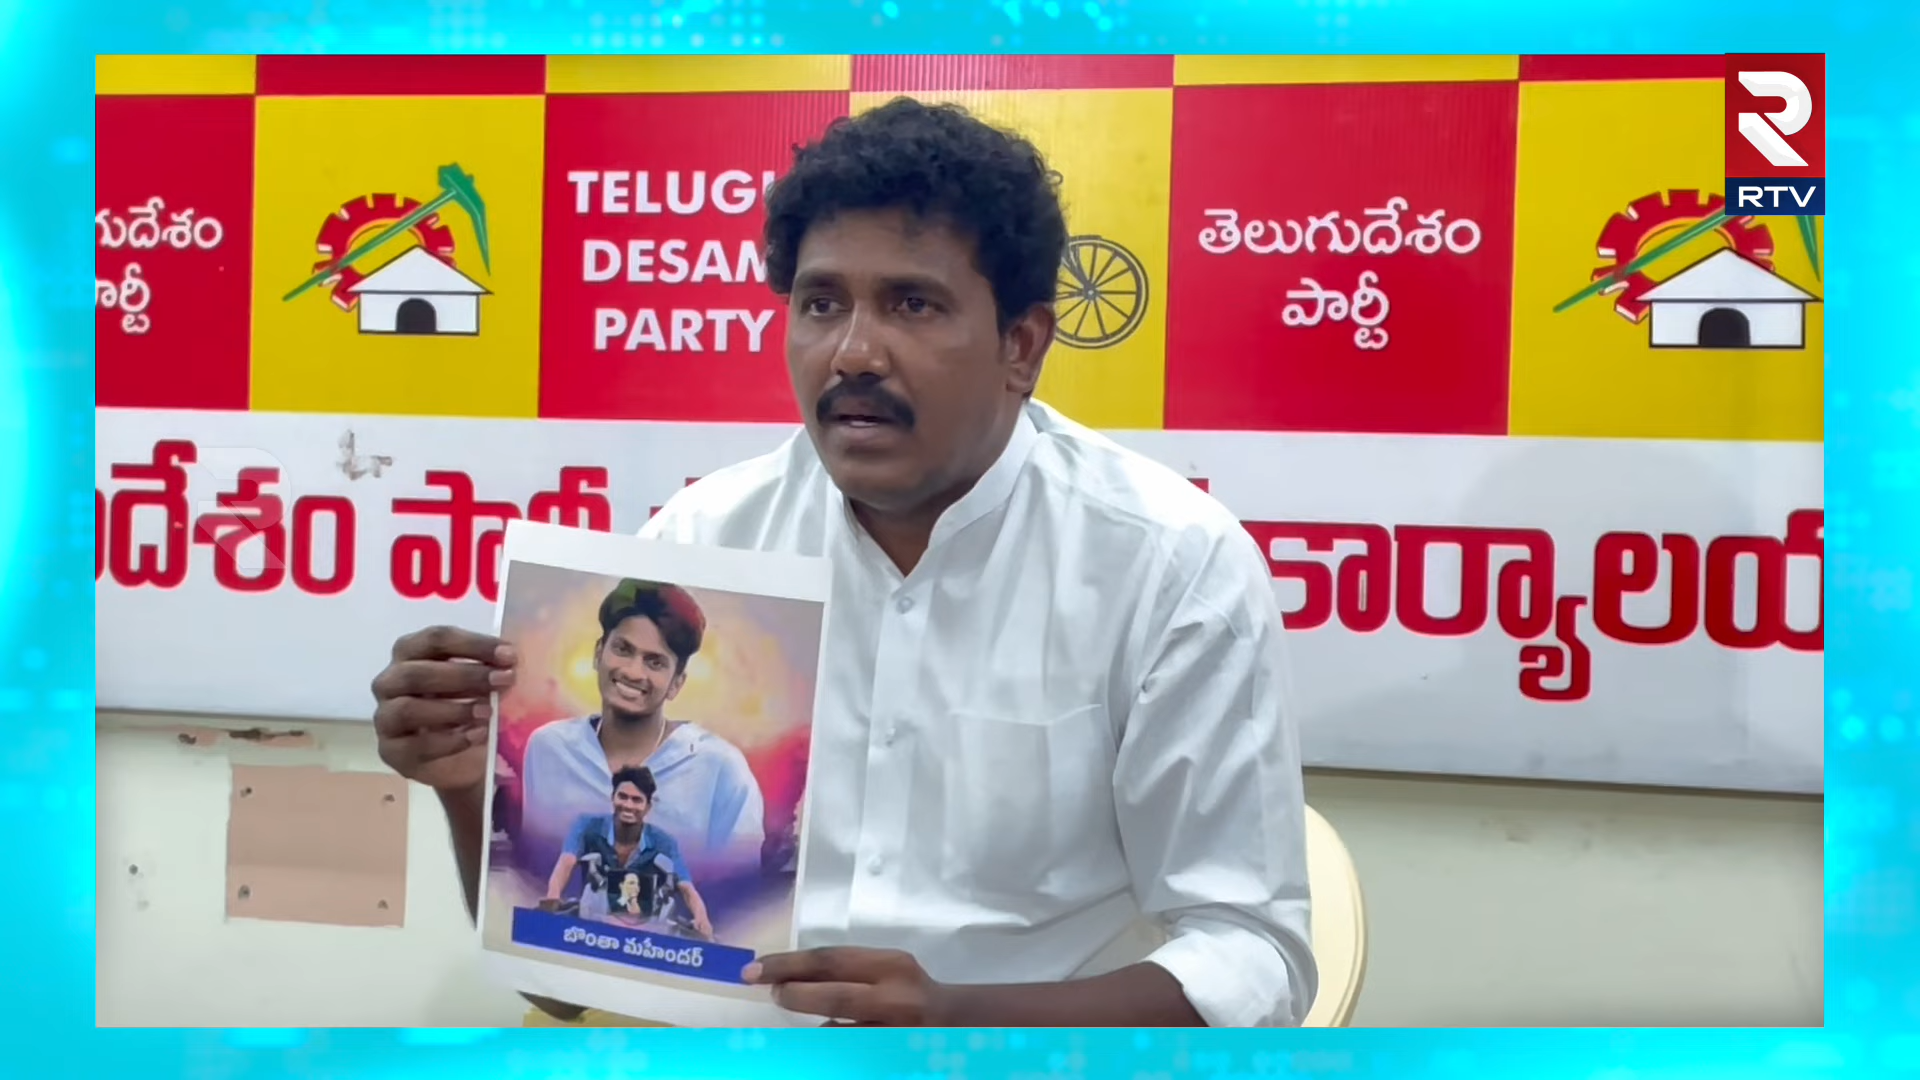 TELUGU
DESAM
PARTY
తెలుగుదేశం
పార్టీ
RTV
పార్టీ
కార్యాలయ
బొంతా మహేందర్